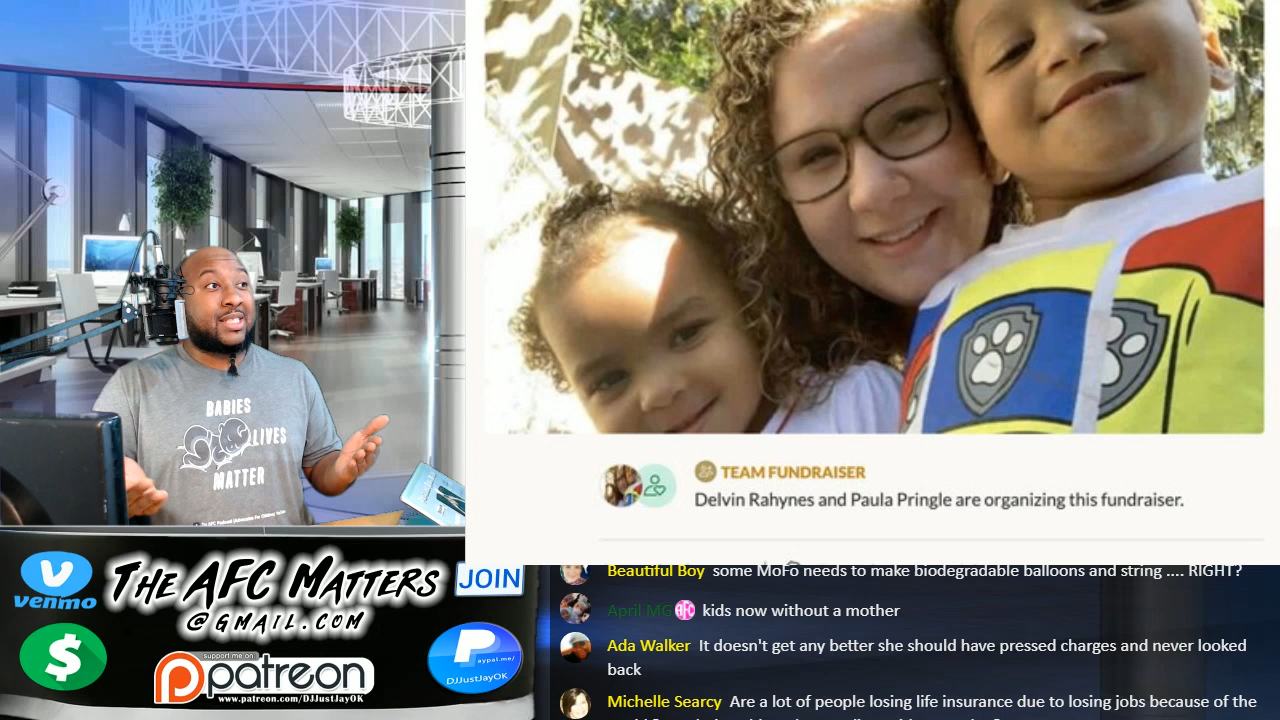 BABIES
LIVES
MATTER
TEAM FUNDRAISER
Delvin Rahynes and Paula Pringle are organizing this fundraiser.
venmo
THE AFC MATTERS
@GMAIL.COM
JOIN
support me on
patreon
www.patreon.com/DJJustJayOK
Paypal.me/
DJJustJayOK
Beautiful Boy some MoFo needs to make biodegradable balloons and string .... RIGHT?
April MG AFC kids now without a mother
Ada Walker It doesn't get any better she should have pressed charges and never looked
back
Michelle Searcy Are a lot of people losing life insurance due to losing jobs because of the